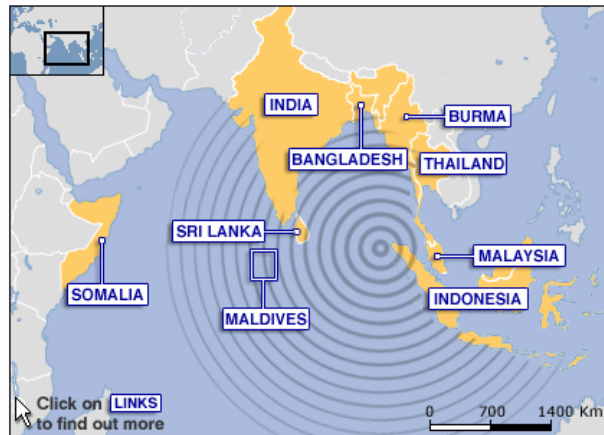 INDIA
BURMA
BANGLADESH
THAILAND
SRI LANKA
MALAYSIA
SOMALIA
INDONESIA
MALDIVES
Click on LINKS
to find out more
0 700 1400 Km